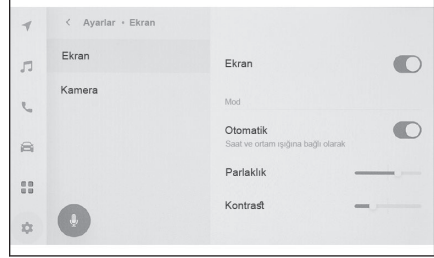 Ayarlar • Ekran
Ekran
Kamera
Ekran
Mod
Otomatik
Saat ve ortam ışığına bağlı olarak
Parlaklık
Kontrast